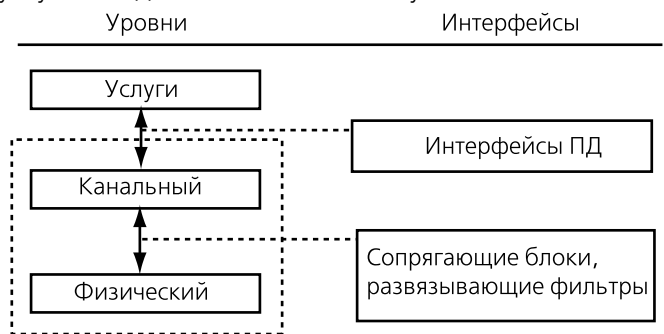 Уровни Интерфейсы
Услуги
Интерфейсы ПД
Канальный
Сопрягающие блоки,
развязывающие фильтры
Физический